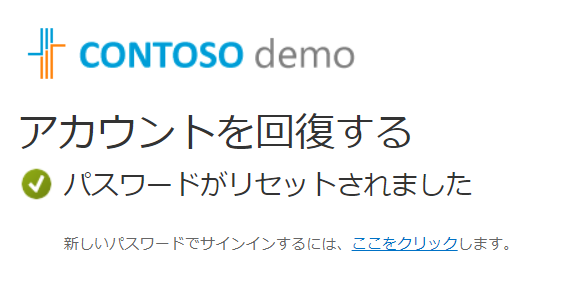 CONTOSO demo
アカウントを回復する
パスワードがリセットされました
新しいパスワードでサインインするには、ここをクリックします。